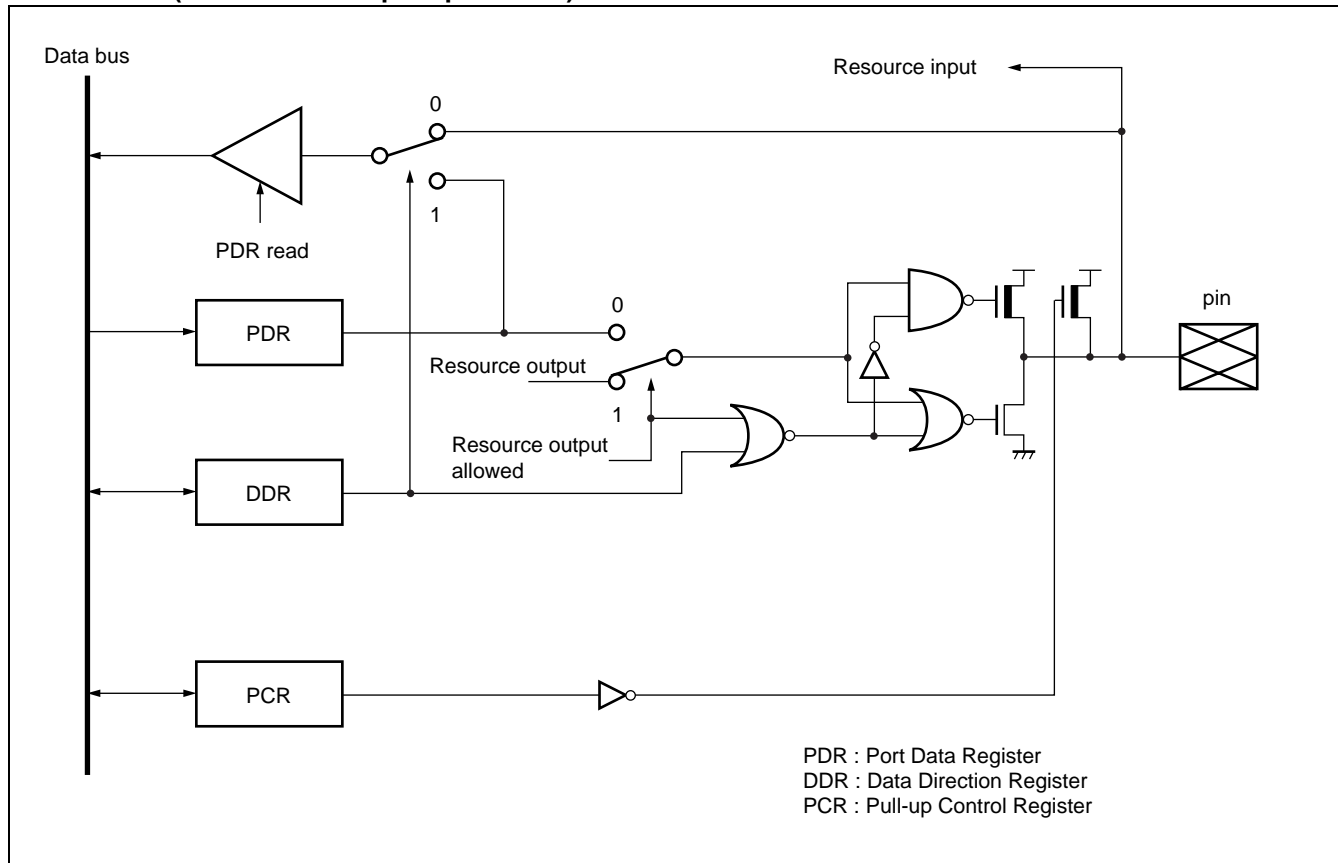 Data bus
Resource input
0
1
PDR read
pin
PDR
0
Resource output
1
Resource output
allowed
DDR
PCR
PDR : Port Data Register
DDR : Data Direction Register
PCR : Pull-up Control Register